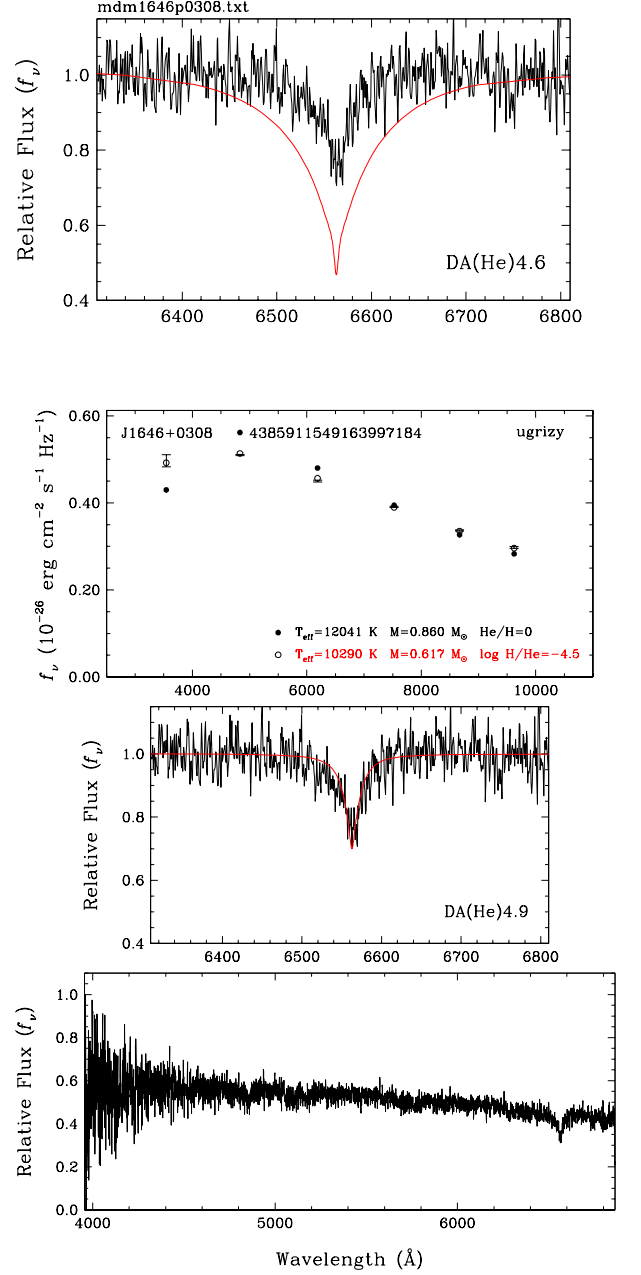 mdm1646p0308.txt
Relative Flux (fν)
1.0
0.8
0.6
0.4
DA(He)4.6
6400 6500 6600 6700 6800
fν (10⁻²⁶ erg cm⁻² s⁻¹ Hz⁻¹)
0.60
0.40
0.20
0.00
J1646+0308 4385911549163997184 ugrizy
Teff=12041 K M=0.860 M⊙ He/H=0
Teff=10290 K M=0.617 M⊙ log H/He=−4.5
4000 6000 8000 10000
Relative Flux (fν)
1.0
0.8
0.6
0.4
DA(He)4.9
6400 6500 6600 6700 6800
Relative Flux (fν)
1.0
0.8
0.6
0.4
0.2
0.0
4000 5000 6000
Wavelength (Å)